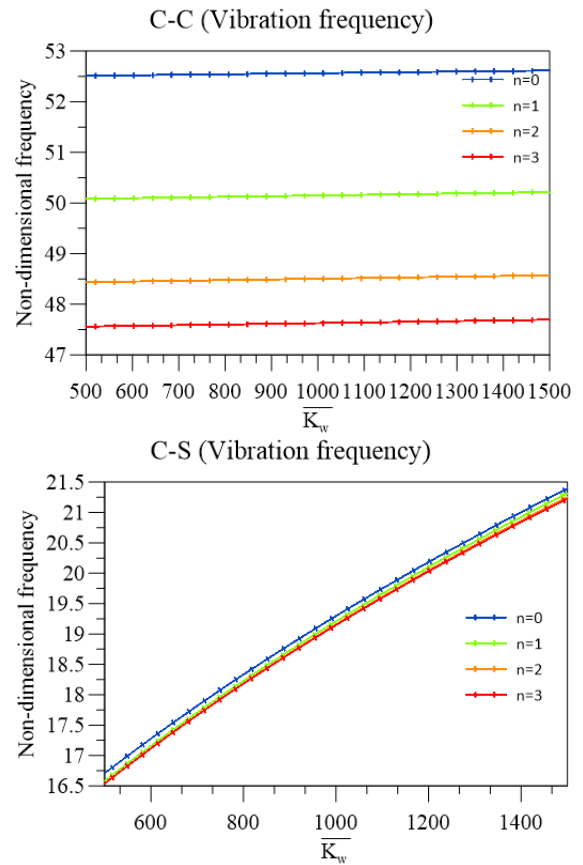 C-C (Vibration frequency)
Non-dimensional frequency
53
52
51
50
49
48
47
n=0
n=1
n=2
n=3
500 600 700 800 900 1000 1100 1200 1300 1400 1500
K_w
C-S (Vibration frequency)
Non-dimensional frequency
21.5
21
20.5
20
19.5
19
18.5
18
17.5
17
16.5
n=0
n=1
n=2
n=3
600 800 1000 1200 1400
K_w